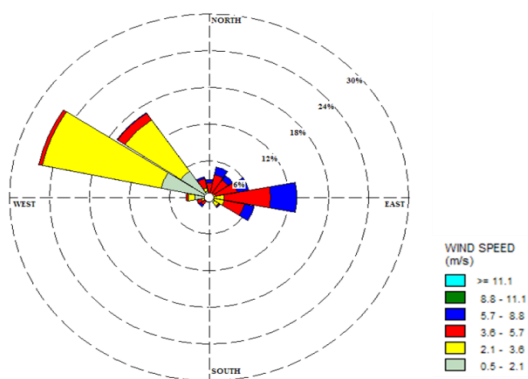 NORTH
30%
24%
18%
12%
6%
WEST
EAST
SOUTH
WIND SPEED
(m/s)
>= 11.1
8.8 - 11.1
5.7 - 8.8
3.6 - 5.7
2.1 - 3.6
0.5 - 2.1